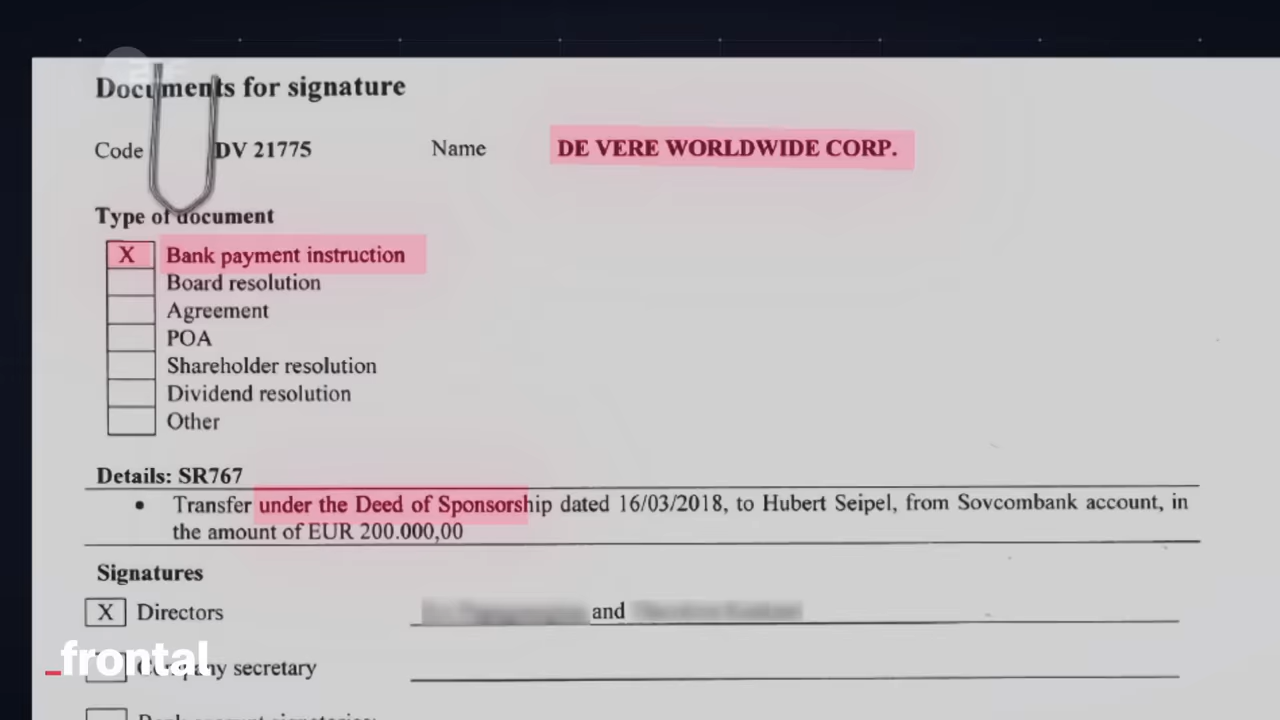 ZDF
Documents for signature
Code DV 21775 Name DE VERE WORLDWIDE CORP.
Type of document
X Bank payment instruction
Board resolution
Agreement
POA
Shareholder resolution
Dividend resolution
Other
Details: SR767
• Transfer under the Deed of Sponsorship dated 16/03/2018, to Hubert Seipel, from Sovcombank account, in
the amount of EUR 200.000,00
Signatures
X Directors and
_frontal
Company secretary